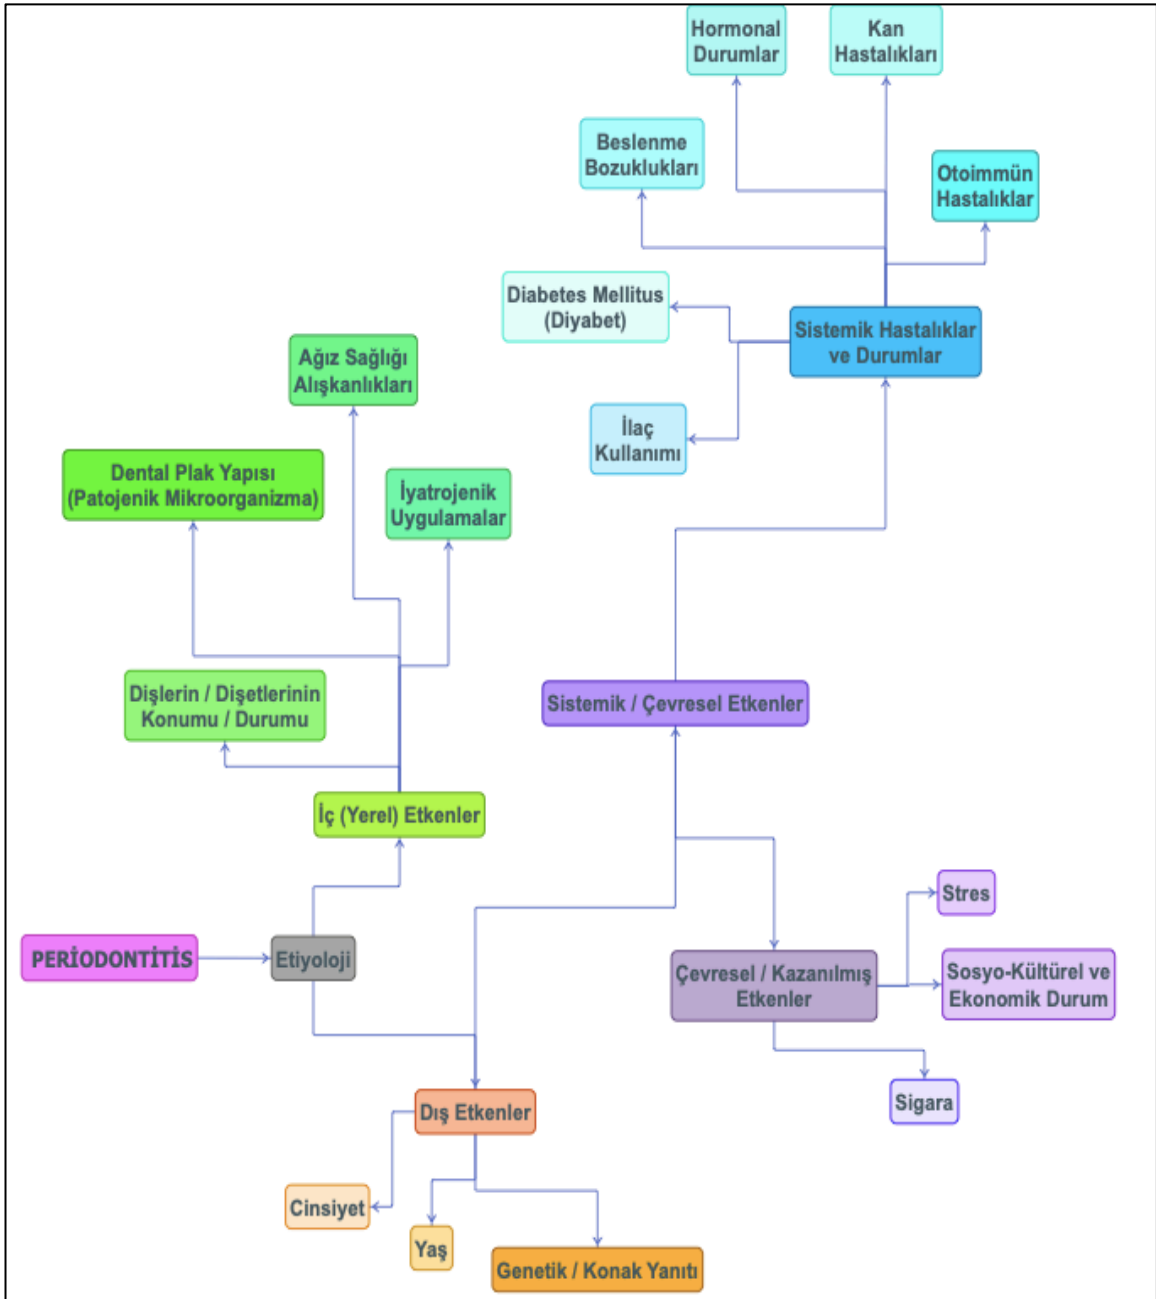 Hormonal
Durumlar
Kan
Hastalıkları
Beslenme
Bozuklukları
Otoimmün
Hastalıklar
Diabetes Mellitus
(Diyabet)
Sistemik Hastalıklar
ve Durumlar
Ağız Sağlığı
Alışkanlıkları
İlaç
Kullanımı
Dental Plak Yapısı
(Patojenik Mikroorganizma)
İyatrojenik
Uygulamalar
Dişlerin / Dişetlerinin
Konumu / Durumu
Sistemik / Çevresel Etkenler
İç (Yerel) Etkenler
Stres
PERİODONTİTİS
Etiyoloji
Çevresel / Kazanılmış
Etkenler
Sosyo-Kültürel ve
Ekonomik Durum
Sigara
Dış Etkenler
Cinsiyet
Yaş
Genetik / Konak Yanıtı